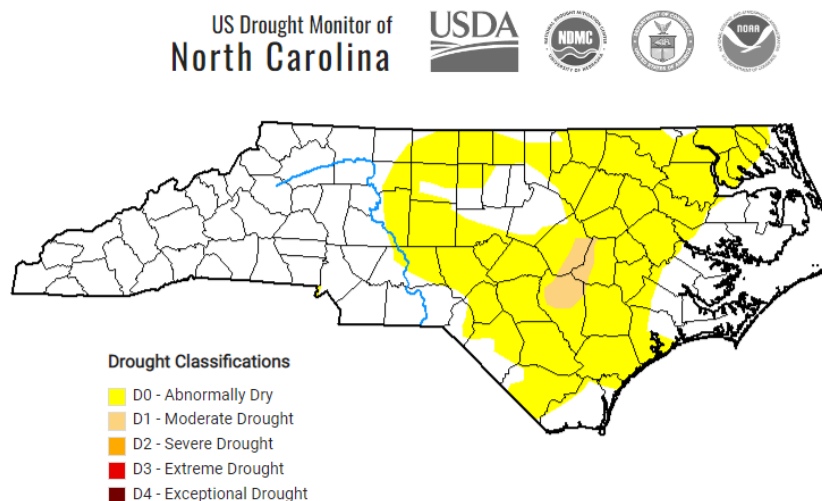 US Drought Monitor of
North Carolina
USDA
NDMC
NOAA
Drought Classifications
D0 - Abnormally Dry
D1 - Moderate Drought
D2 - Severe Drought
D3 - Extreme Drought
D4 - Exceptional Drought